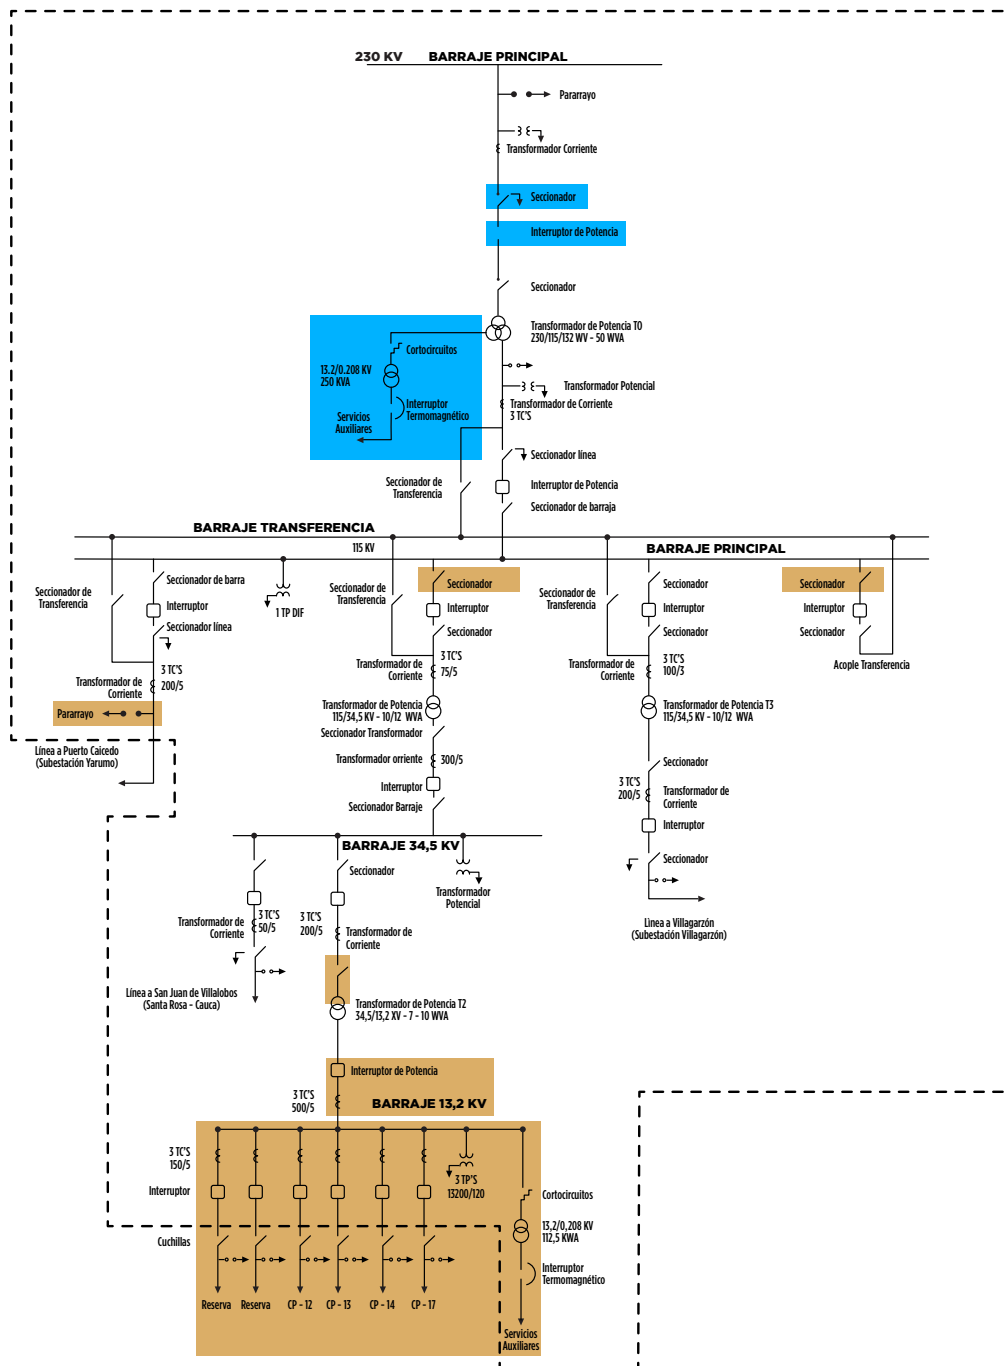 230 KV BARRAJE PRINCIPAL
Pararrayo
Transformador Corriente
Seccionador
Interruptor de Potencia
Seccionador
Transformador de Potencia T0
230/115/132 WV - 50 WVA
Cortocircuitos
13.2/0.208 KV
250 KVA
Interruptor
Termomagnético
Servicios
Auxiliares
Transformador Potencial
Transformador de Corriente
3 TC'S
Seccionador línea
Seccionador de
Transferencia
Interruptor de Potencia
Seccionador de barraja
BARRAJE TRANSFERENCIA
115 KV
BARRAJE PRINCIPAL
Seccionador de
Transferencia
Seccionador de barra
Interruptor
Seccionador línea
3 TC'S
200/5
Transformador de
Corriente
Pararrayo
Línea a Puerto Caicedo
(Subestación Yarumo)
1 TP DIF
Seccionador de
Transferencia
Seccionador
Interruptor
Seccionador
3 TC'S
75/5
Transformador de
Corriente
Transformador de Potencia
115/34,5 KV - 10/12 WVA
Seccionador Transformador
Transformador orriente
300/5
Interruptor
Seccionador Barraje
Seccionador de
Transferencia
Seccionador
Interruptor
Seccionador
3 TC'S
100/3
Transformador de
Corriente
Transformador de Potencia T3
115/34,5 KV - 10/12 WVA
Seccionador
3 TC'S
200/5
Transformador de
Corriente
Interruptor
Seccionador
Línea a Villagarzón
(Subestación Villagarzón)
Seccionador
Interruptor
Seccionador
Acople Transferencia
BARRAJE 34,5 KV
Seccionador
Transformador
Potencial
3 TC'S
50/5
Transformador de
Corriente
3 TC'S
200/5
Transformador de
Corriente
Línea a San Juan de Villalobos
(Santa Rosa - Cauca)
Transformador de Potencia T2
34,5/13,2 XV - 7 - 10 WVA
Interruptor de Potencia
3 TC'S
500/5
BARRAJE 13,2 KV
3 TC'S
150/5
3 TP'S
13200/120
Interruptor
Cortocircuitos
13,2/0,208 KV
112,5 KWA
Cuchillas
Interruptor
Termomagnético
Reserva
Reserva
CP - 12
CP - 13
CP - 14
CP - 17
Servicios
Auxiliares